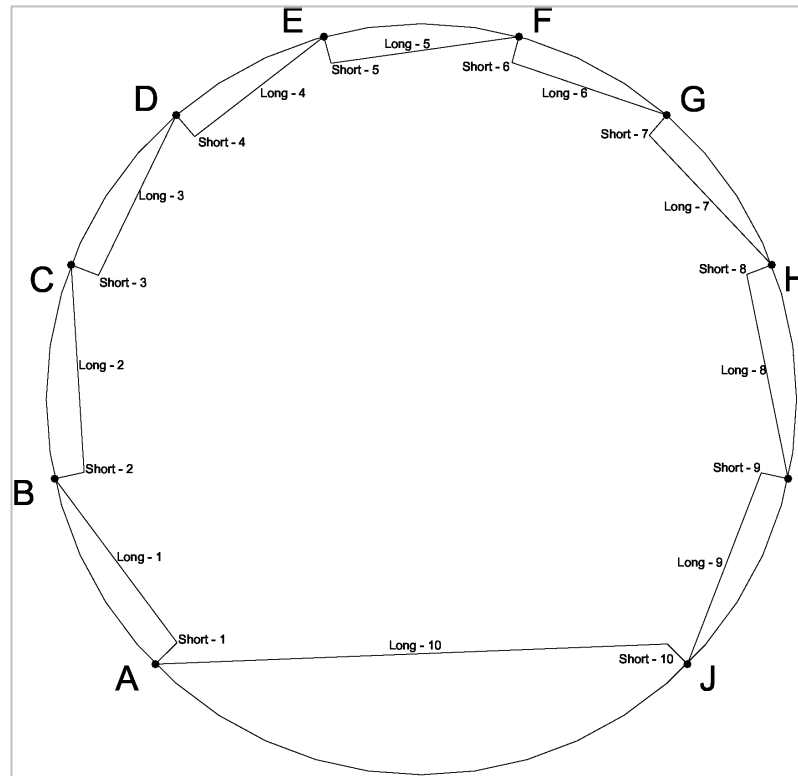 E
F
Long - 5
Short - 5
Short - 6
D
Long - 4
Long - 6
G
Short - 4
Short - 7
Long - 3
Long - 7
C
Short - 3
Short - 8
H
Long - 2
Long - 8
B
Short - 2
Short - 9
Long - 1
Long - 9
Short - 1
Long - 10
A
Short - 10
J